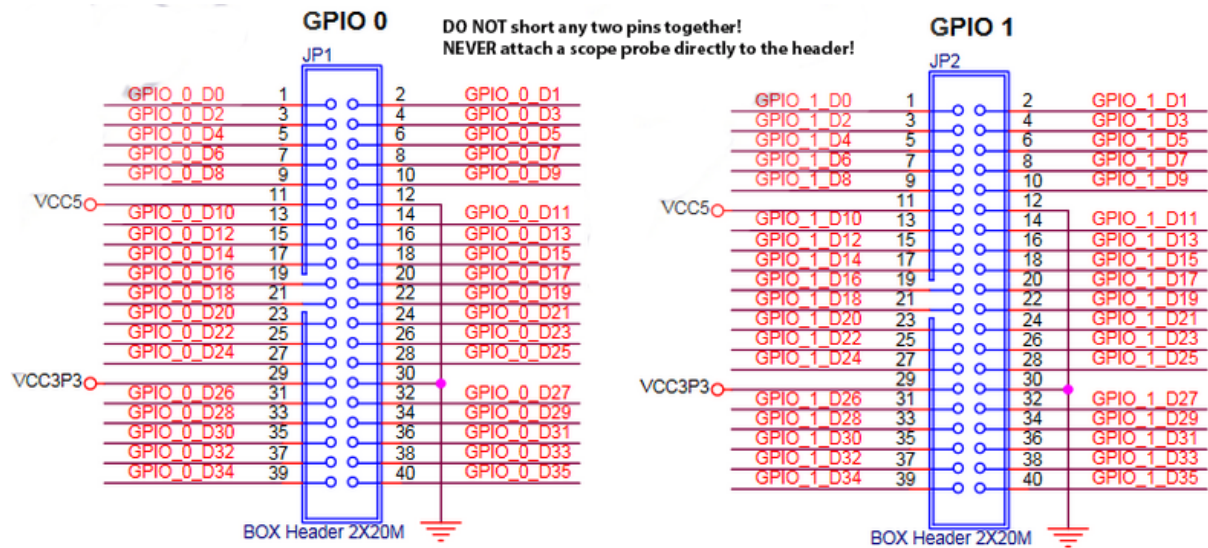 GPIO 0
DO NOT short any two pins together!
NEVER attach a scope probe directly to the header!
JP1
GPIO_0_D0 1 2 GPIO_0_D1
GPIO_0_D2 3 4 GPIO_0_D3
GPIO_0_D4 5 6 GPIO_0_D5
GPIO_0_D6 7 8 GPIO_0_D7
GPIO_0_D8 9 10 GPIO_0_D9
VCC5 11 12
GPIO_0_D10 13 14 GPIO_0_D11
GPIO_0_D12 15 16 GPIO_0_D13
GPIO_0_D14 17 18 GPIO_0_D15
GPIO_0_D16 19 20 GPIO_0_D17
GPIO_0_D18 21 22 GPIO_0_D19
GPIO_0_D20 23 24 GPIO_0_D21
GPIO_0_D22 25 26 GPIO_0_D23
GPIO_0_D24 27 28 GPIO_0_D25
VCC3P3 29 30
GPIO_0_D26 31 32 GPIO_0_D27
GPIO_0_D28 33 34 GPIO_0_D29
GPIO_0_D30 35 36 GPIO_0_D31
GPIO_0_D32 37 38 GPIO_0_D33
GPIO_0_D34 39 40 GPIO_0_D35
BOX Header 2X20M
GPIO 1
JP2
GPIO_1_D0 1 2 GPIO_1_D1
GPIO_1_D2 3 4 GPIO_1_D3
GPIO_1_D4 5 6 GPIO_1_D5
GPIO_1_D6 7 8 GPIO_1_D7
GPIO_1_D8 9 10 GPIO_1_D9
VCC5 11 12
GPIO_1_D10 13 14 GPIO_1_D11
GPIO_1_D12 15 16 GPIO_1_D13
GPIO_1_D14 17 18 GPIO_1_D15
GPIO_1_D16 19 20 GPIO_1_D17
GPIO_1_D18 21 22 GPIO_1_D19
GPIO_1_D20 23 24 GPIO_1_D21
GPIO_1_D22 25 26 GPIO_1_D23
GPIO_1_D24 27 28 GPIO_1_D25
VCC3P3 29 30
GPIO_1_D26 31 32 GPIO_1_D27
GPIO_1_D28 33 34 GPIO_1_D29
GPIO_1_D30 35 36 GPIO_1_D31
GPIO_1_D32 37 38 GPIO_1_D33
GPIO_1_D34 39 40 GPIO_1_D35
BOX Header 2X20M